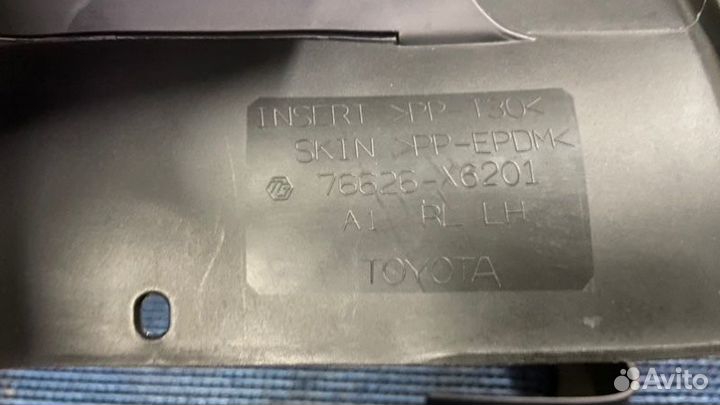 INSERT >PP-T30<
SKIN >PP-EPDM<
76626-X6201
A1 RL LH
TOYOTA
Avito